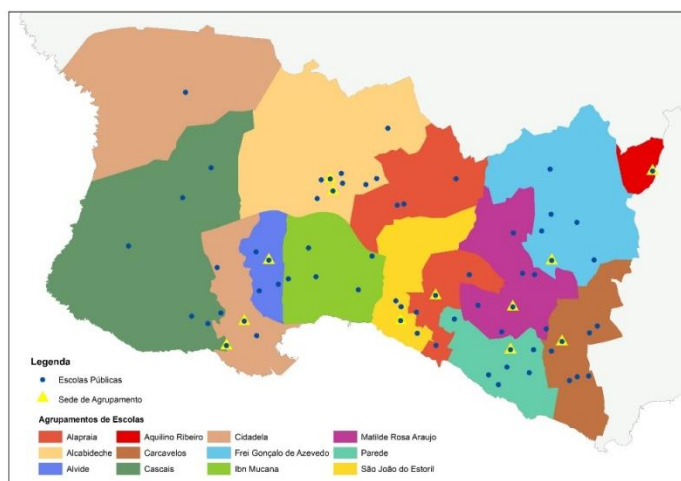 Legenda
Escolas Públicas
Sede de Agrupamento
Agrupamentos de Escolas
Alapraia
Aquilino Ribeiro
Cidadela
Matilde Rosa Araujo
Alcabideche
Carcavelos
Frei Gonçalo de Azevedo
Parede
Alvide
Cascais
Ibn Mucana
São João do Estoril